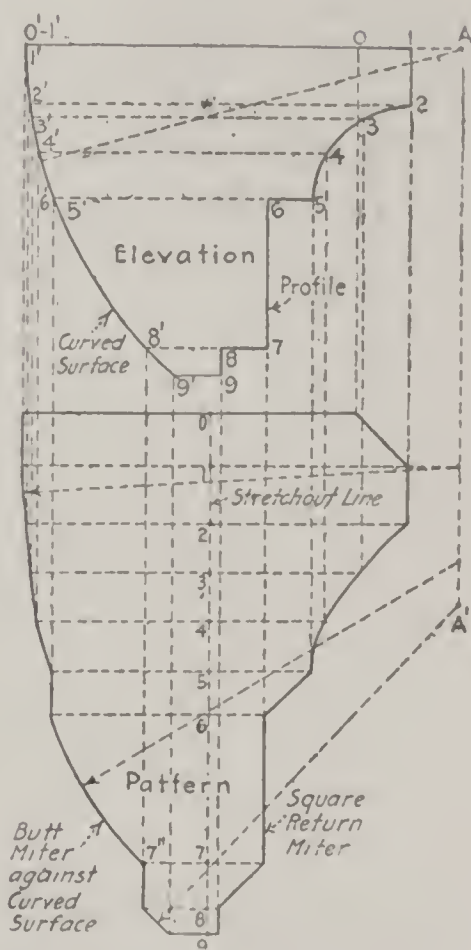 0'-1'
0
1
A
1'
2'
2
3'
3
4'
4
6'
5'
6
5
Elevation
Profile
Curved
Surface
8'
8
7
9'
9
0
1
Stretchout Line
2
3
4
A'
5
6
Pattern
Square
Return
Miter
Butt
Miter
against
Curved
Surface
7"
7'
8
9